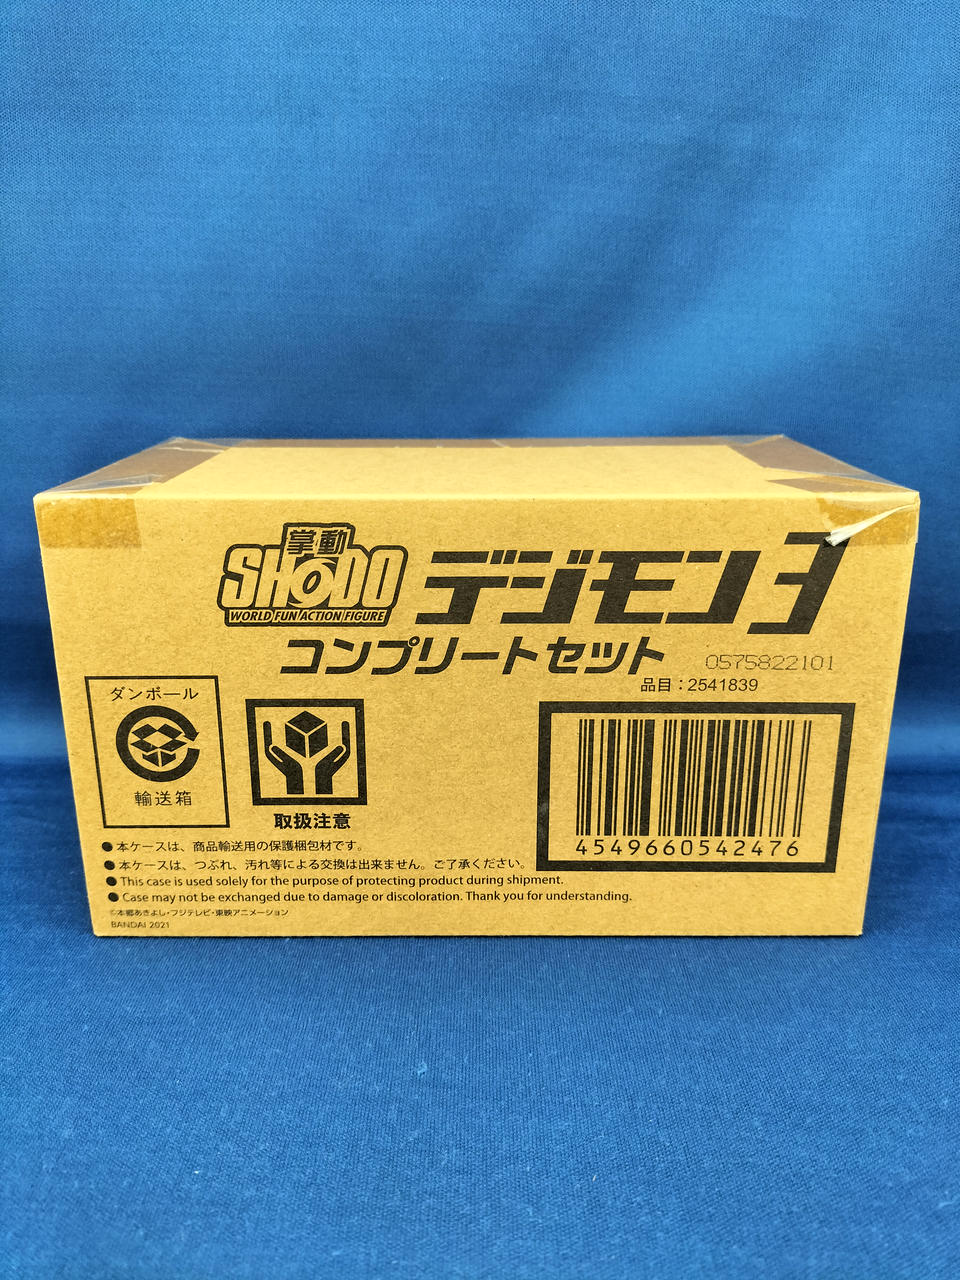 掌動
SHODO
WORLD FUN ACTION FIGURE
デジモン3
コンプリートセット
0575822101
品目:2541839
ダンボール
輸送箱
取扱注意
4549660542476
●本ケースは、商品輸送用の保護梱包材です。
●本ケースは、つぶれ、汚れ等による交換は出来ません。ご了承ください。
●This case is used solely for the purpose of protecting product during shipment.
●Case may not be exchanged due to damage or discoloration. Thank you for understanding.
©本郷あきよし・フジテレビ・東映アニメーション
BANDAI 2021